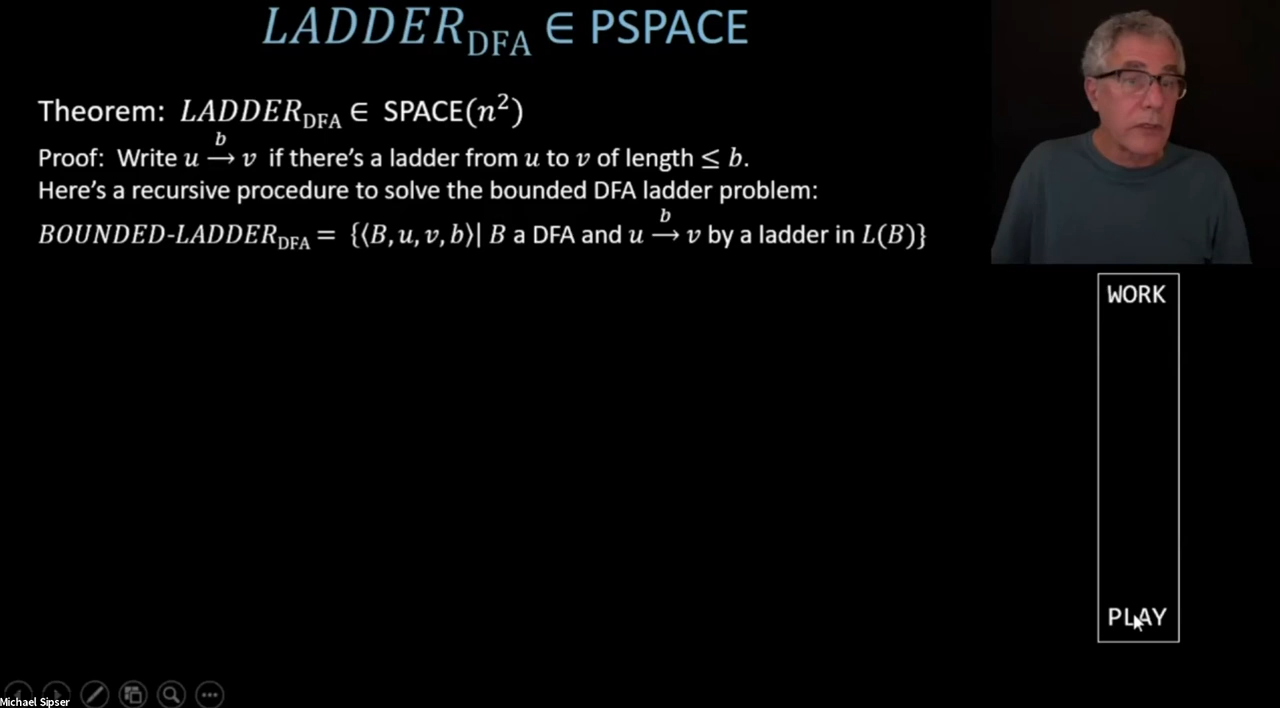 LADDER_DFA ∈ PSPACE
Theorem: LADDER_DFA ∈ SPACE(n²)
Proof: Write u →^b v if there's a ladder from u to v of length ≤ b.
Here's a recursive procedure to solve the bounded DFA ladder problem:
BOUNDED-LADDER_DFA = {⟨B, u, v, b⟩| B a DFA and u →^b v by a ladder in L(B)}
WORK
PLAY
Michael Sipser